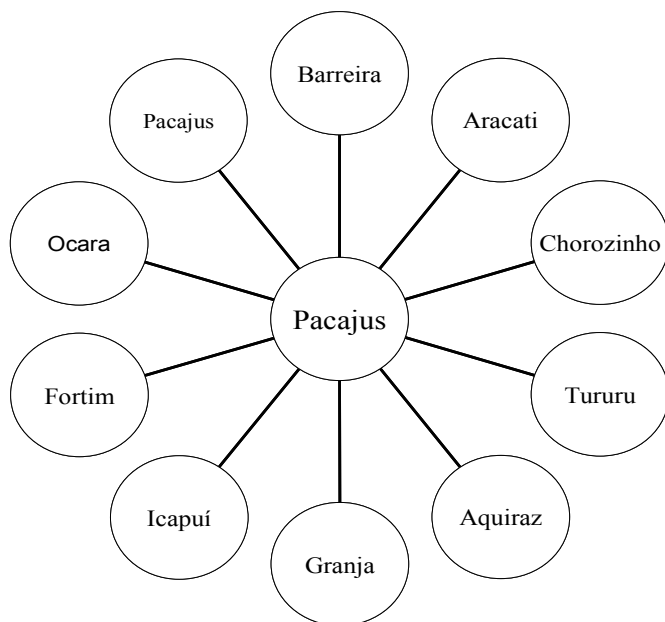 Barreira
Pacajus
Aracati
Ocara
Chorozinho
Pacajus
Fortim
Tururu
Icapuí
Aquiraz
Granja